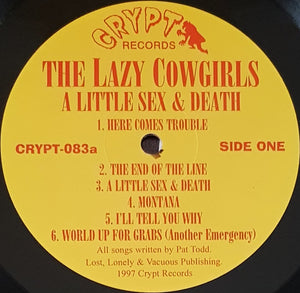 CRYPT
RECORDS
THE LAZY COWGIRLS
A LITTLE SEX & DEATH
1. HERE COMES TROUBLE
CRYPT-083a
SIDE ONE
2. THE END OF THE LINE
3. A LITTLE SEX & DEATH
4. MONTANA
5. I'LL TELL YOU WHY
6. WORLD UP FOR GRABS (Another Emergency)
All songs written by Pat Todd.
Lost, Lonely & Vacuous Publishing.
1997 Crypt Records